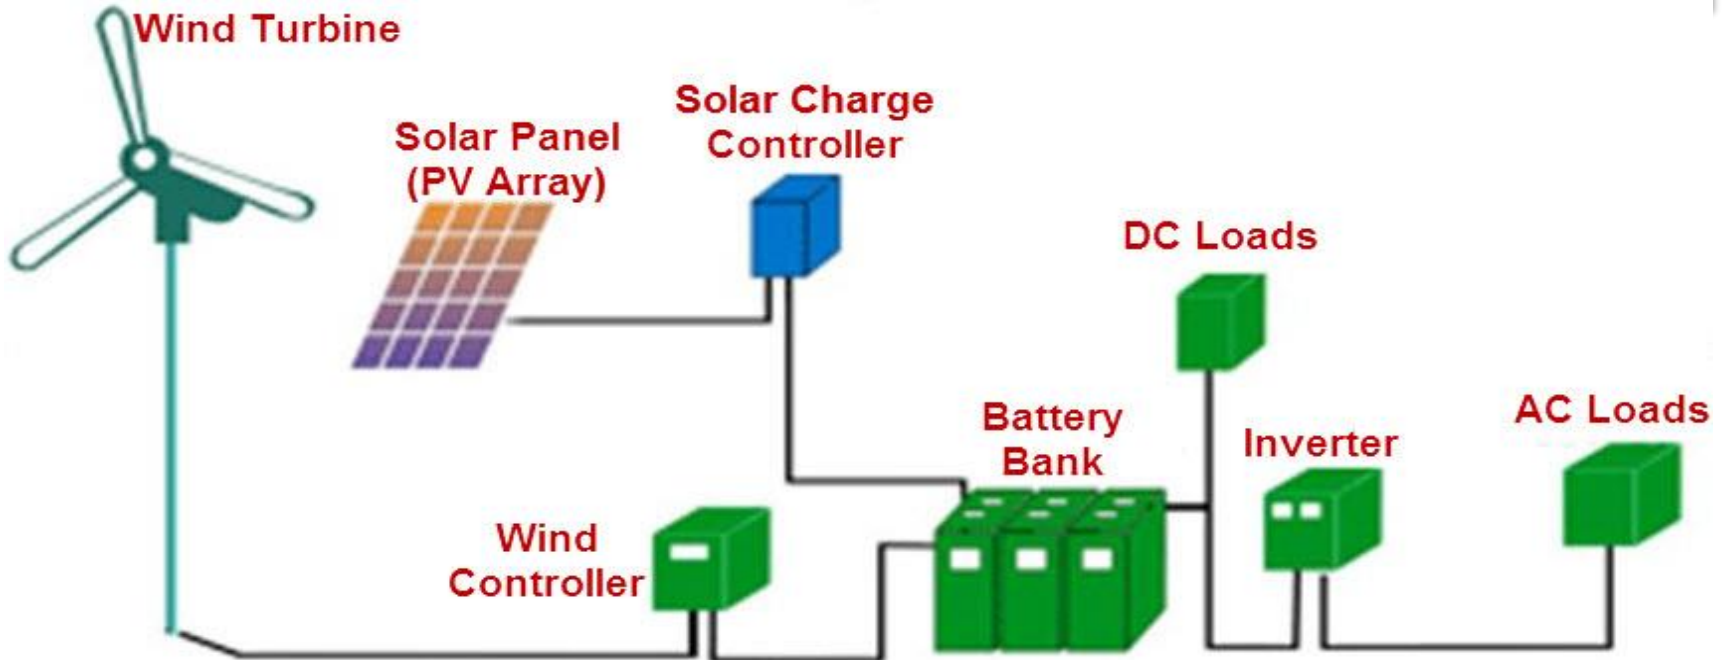 Wind Turbine
Solar Panel
(PV Array)
Solar Charge
Controller
DC Loads
Battery
Bank
Inverter
AC Loads
Wind
Controller